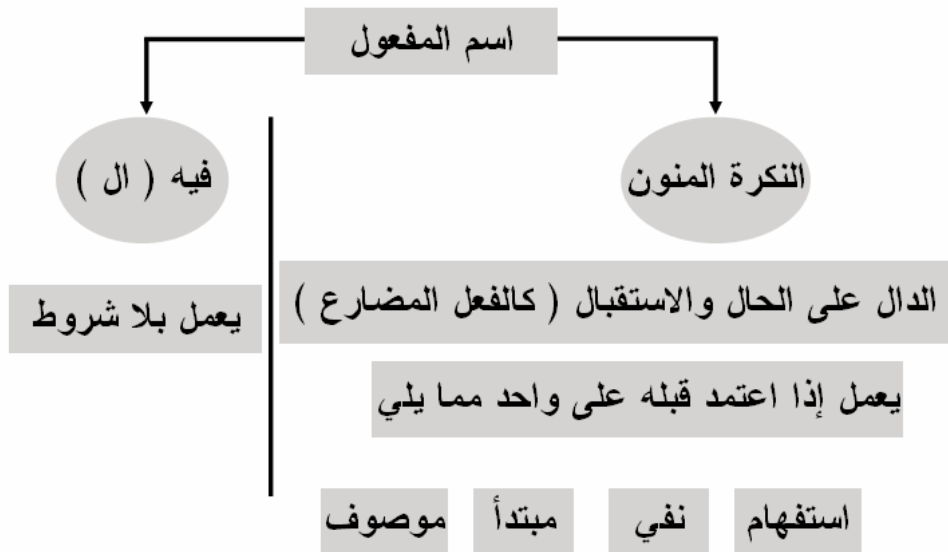 اسم المفعول
النكرة المنون
فيه ( ال )
الدال على الحال والاستقبال ( كالفعل المضارع )
يعمل بلا شروط
يعمل إذا اعتمد قبله على واحد مما يلي
استفهام
نفي
مبتدأ
موصوف